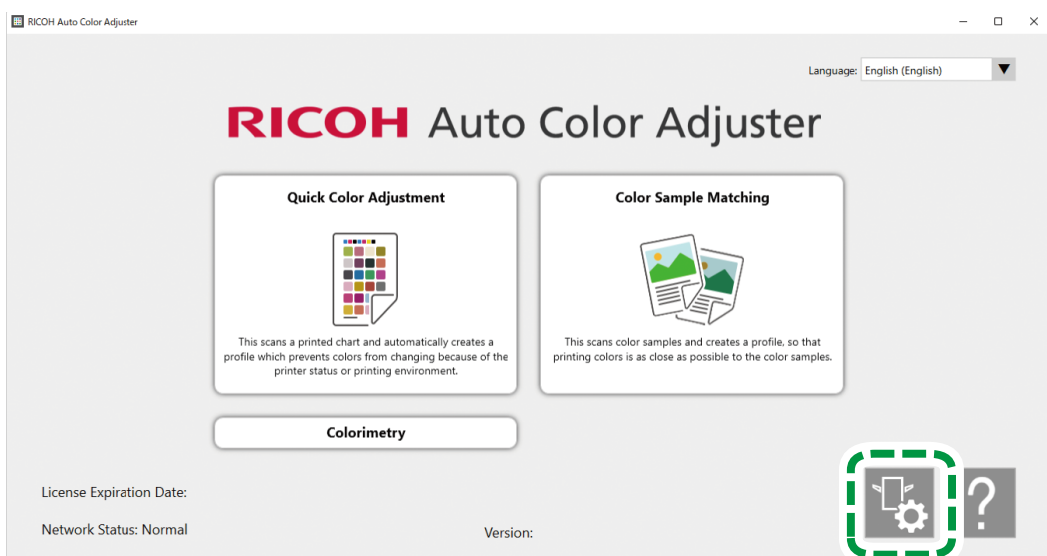 RICOH Auto Color Adjuster
Language: English (English)
RICOH Auto Color Adjuster
Quick Color Adjustment
This scans a printed chart and automatically creates a
profile which prevents colors from changing because of the
printer status or printing environment.
Color Sample Matching
This scans color samples and creates a profile, so that
printing colors is as close as possible to the color samples.
Colorimetry
License Expiration Date:
Network Status: Normal
Version:
?